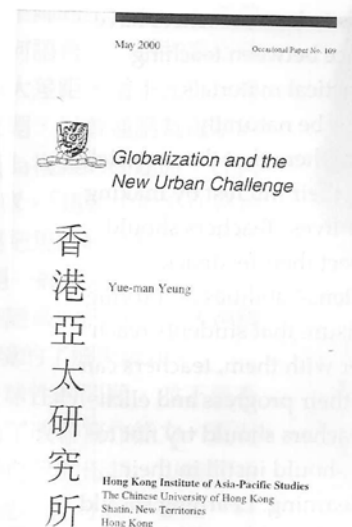 May 2000
Occasional Paper No. 109
Globalization and the
New Urban Challenge
香港亞太研究所
Yue-man Yeung
Hong Kong Institute of Asia-Pacific Studies
The Chinese University of Hong Kong
Shatin, New Territories
Hong Kong